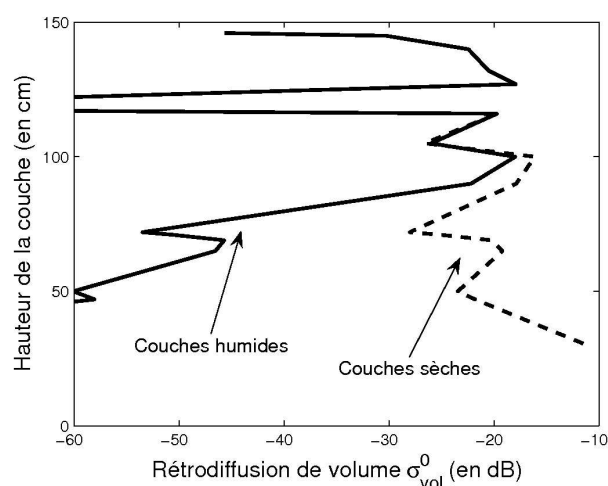 150
100
50
0
Hauteur de la couche (en cm)
Couches humides
Couches sèches
-60
-50
-40
-30
-20
-10
Rétrodiffusion de volume σ⁰vol (en dB)